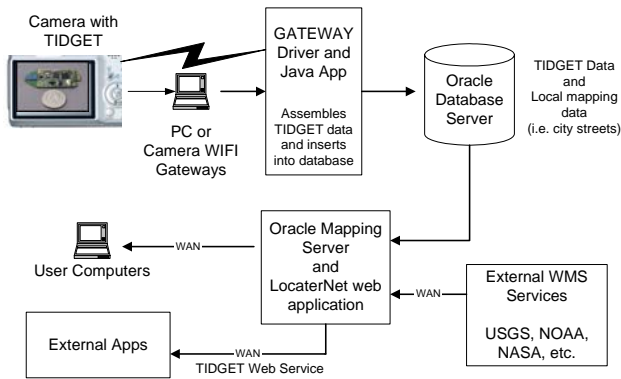 Camera with
TIDGET
PC or
Camera WIFI
Gateways
GATEWAY
Driver and
Java App
Assembles
TIDGET data
and inserts
into database
Oracle
Database
Server
TIDGET Data
and
Local mapping
data
(i.e. city streets)
User Computers
WAN
Oracle Mapping
Server
and
LocaterNet web
application
WAN
External WMS
Services
USGS, NOAA,
NASA, etc.
External Apps
WAN
TIDGET Web Service